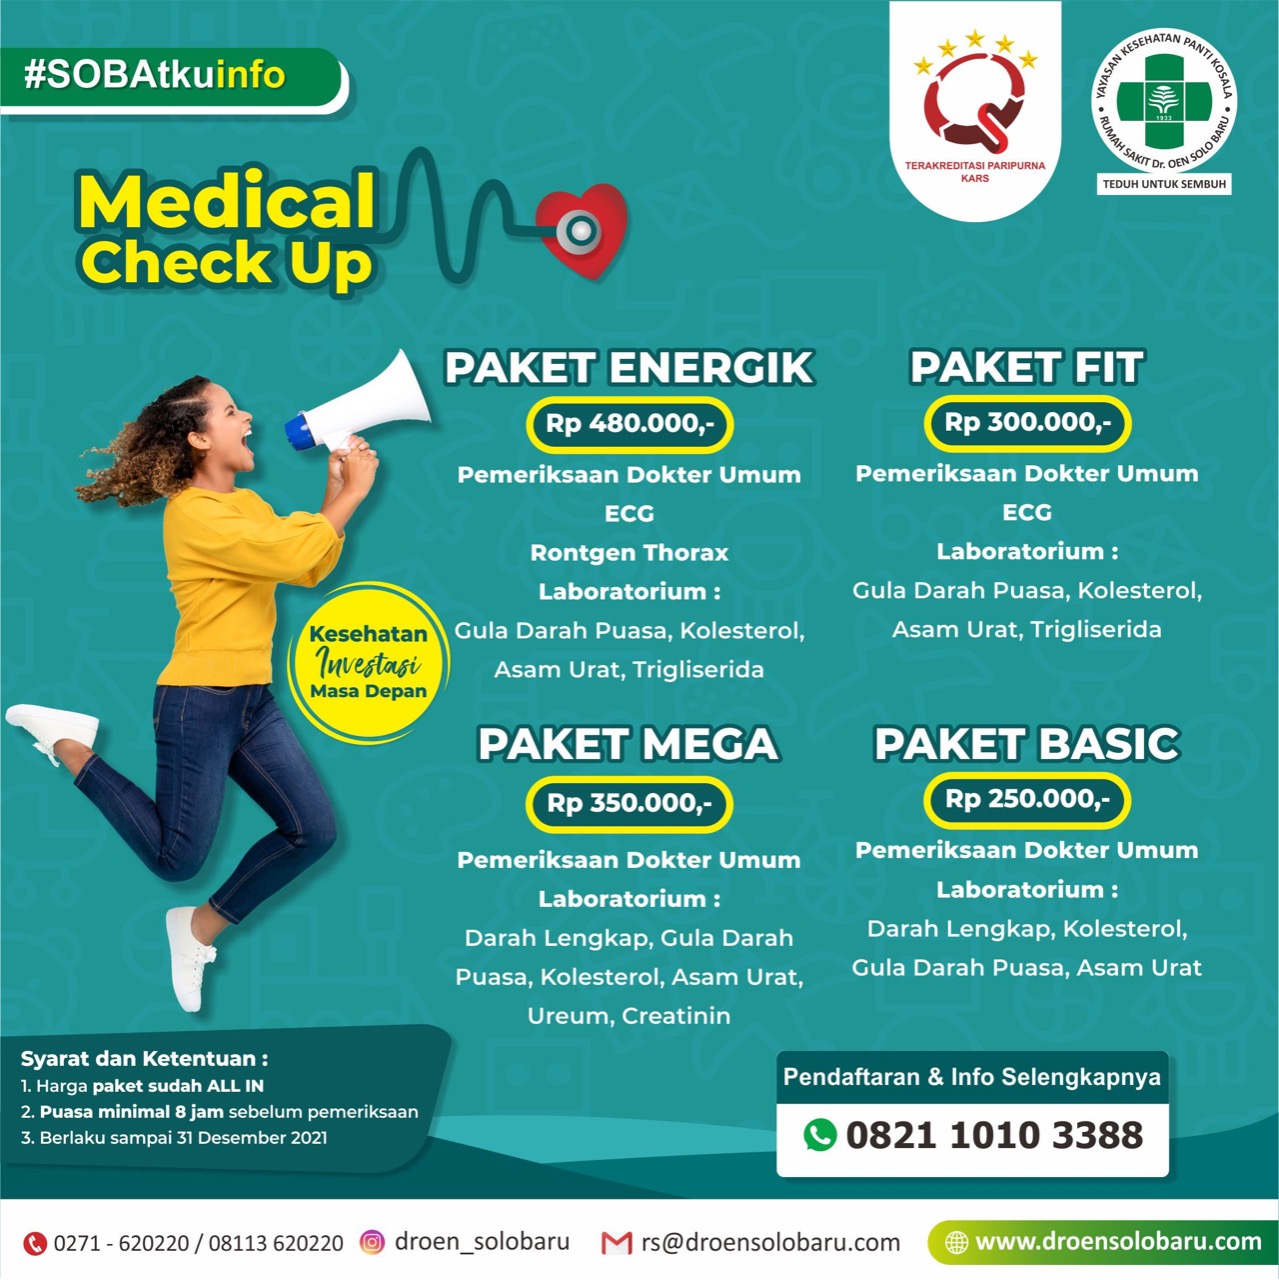 #SOBAtkuinfo
TERAKREDITASI PARIPURNA
KARS
YAYASAN KESEHATAN PANTI KOSALA
1933
RUMAH SAKIT Dr. OEN SOLO BARU
TEDUH UNTUK SEMBUH
Medical
Check Up
PAKET ENERGIK
Rp 480.000,-
Pemeriksaan Dokter Umum
ECG
Rontgen Thorax
Laboratorium :
Gula Darah Puasa, Kolesterol,
Asam Urat, Trigliserida
PAKET FIT
Rp 300.000,-
Pemeriksaan Dokter Umum
ECG
Laboratorium :
Gula Darah Puasa, Kolesterol,
Asam Urat, Trigliserida
Kesehatan
Investasi
Masa Depan
PAKET MEGA
Rp 350.000,-
Pemeriksaan Dokter Umum
Laboratorium :
Darah Lengkap, Gula Darah
Puasa, Kolesterol, Asam Urat,
Ureum, Creatinin
PAKET BASIC
Rp 250.000,-
Pemeriksaan Dokter Umum
Laboratorium :
Darah Lengkap, Kolesterol,
Gula Darah Puasa, Asam Urat
Syarat dan Ketentuan :
1. Harga paket sudah ALL IN
2. Puasa minimal 8 jam sebelum pemeriksaan
3. Berlaku sampai 31 Desember 2021
Pendaftaran & Info Selengkapnya
0821 1010 3388
0271 - 620220 / 08113 620220
droen_solobaru
rs@droensolobaru.com
www.droensolobaru.com